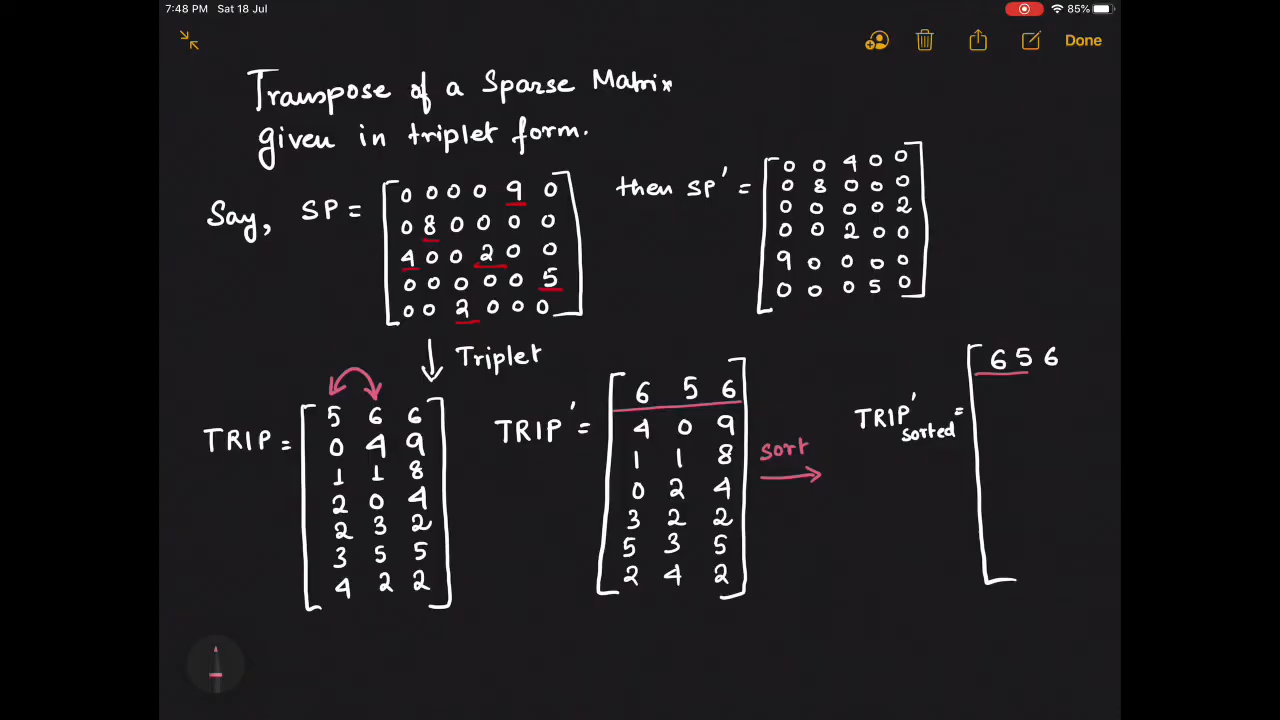 7:48 PM Sat 18 Jul
85%
Done
Transpose of a Sparse Matrix
given in triplet form.
Say, SP =
0 0 0 0 9 0
0 8 0 0 0 0
4 0 0 2 0 0
0 0 0 0 0 5
0 0 2 0 0 0
then SP' =
0 0 4 0 0
0 8 0 0 0
0 0 0 0 2
0 0 2 0 0
9 0 0 0 0
0 0 0 5 0
Triplet
TRIP =
5 6 6
0 4 9
1 1 8
2 0 4
2 3 2
3 5 5
4 2 2
TRIP' =
6 5 6
4 0 9
1 1 8
0 2 4
3 2 2
5 3 5
2 4 2
sort
TRIP' sorted =
6 5 6